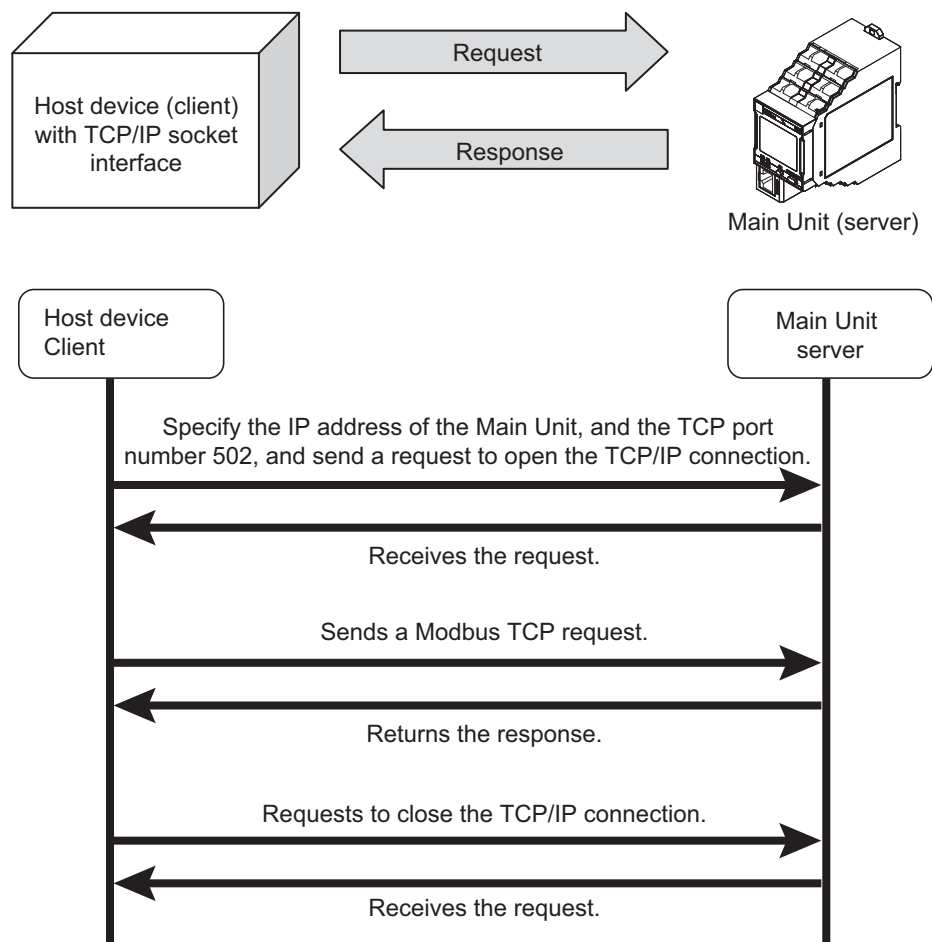 Host device (client)
with TCP/IP socket
interface
Request
Response
Main Unit (server)
Host device
Client
Main Unit
server
Specify the IP address of the Main Unit, and the TCP port
number 502, and send a request to open the TCP/IP connection.
Receives the request.
Sends a Modbus TCP request.
Returns the response.
Requests to close the TCP/IP connection.
Receives the request.